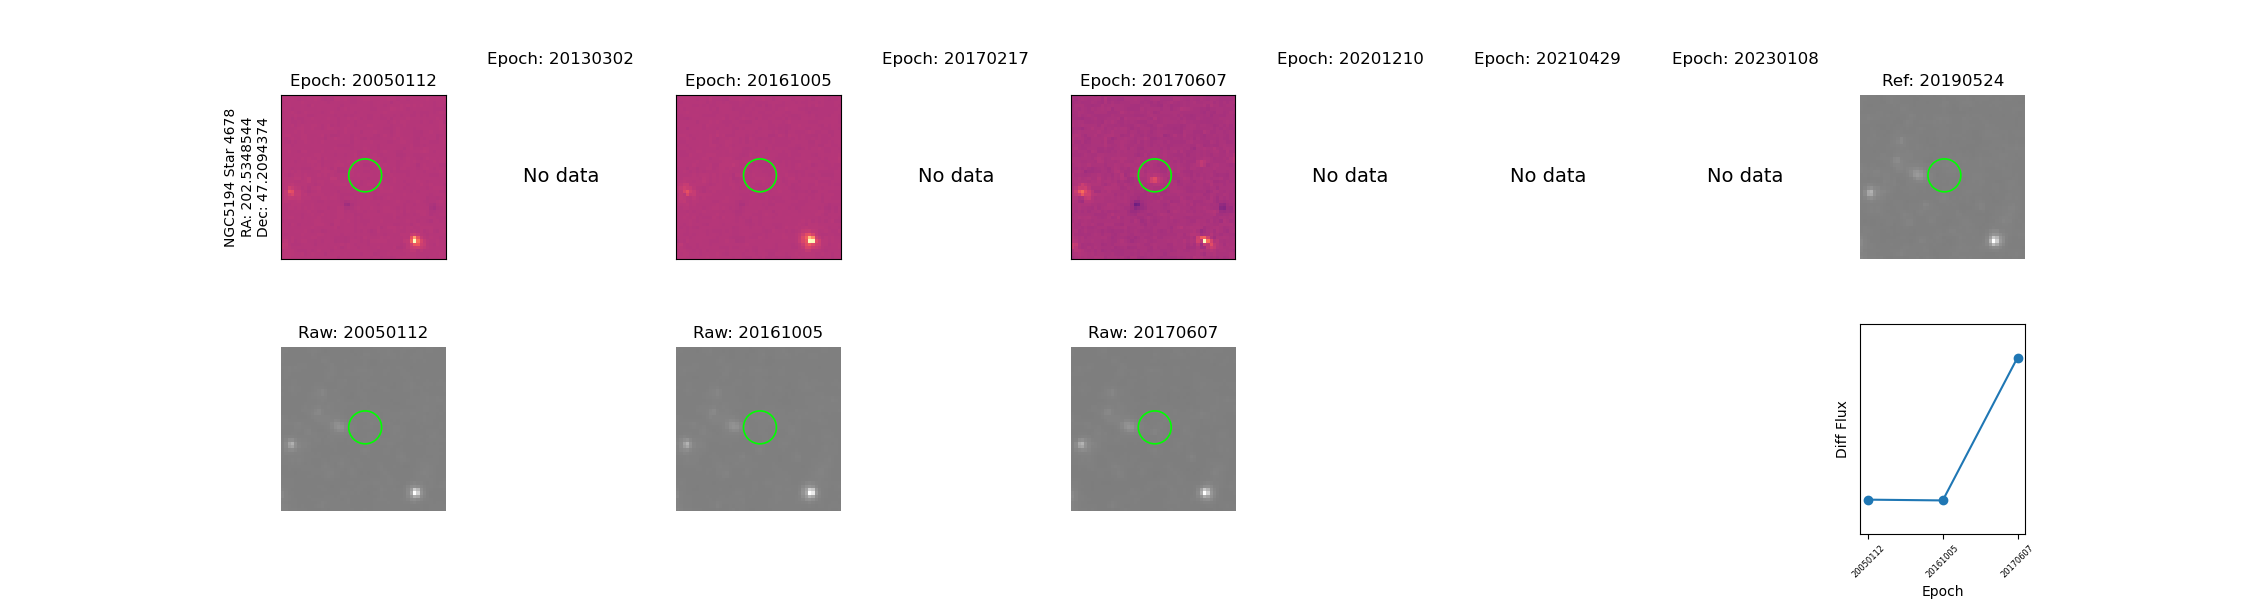 Epoch: 20130302
Epoch: 20170217
Epoch: 20201210
Epoch: 20210429
Epoch: 20230108
Epoch: 20050112
Epoch: 20161005
Epoch: 20170607
Ref: 20190524
NGC5194 Star 4678
RA: 202.5348544
Dec: 47.2094374
No data
No data
No data
No data
No data
Raw: 20050112
Raw: 20161005
Raw: 20170607
Diff Flux
20050112
20161005
20170607
Epoch